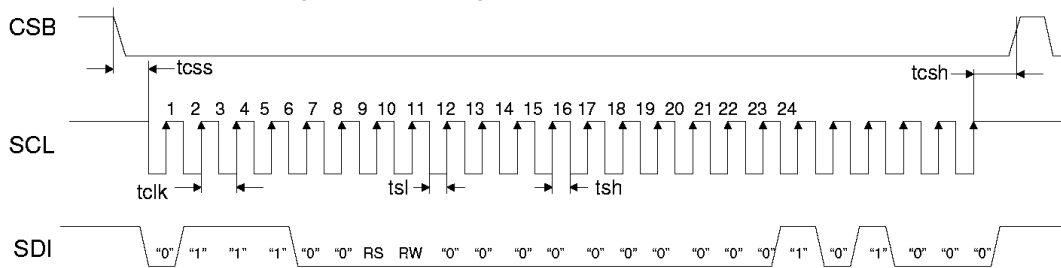 CSB
tcss
tcsh
1 2 3 4 5 6 7 8 9 10 11 12 13 14 15 16 17 18 19 20 21 22 23 24
SCL
tclk
tsl
tsh
SDI
“0” “1” ”1” “1” “0” “0” RS RW “0” “0” “0” “0” “0” “0” “0” “0” “0” “0” “1” “0” “1” “0” “0” “0”